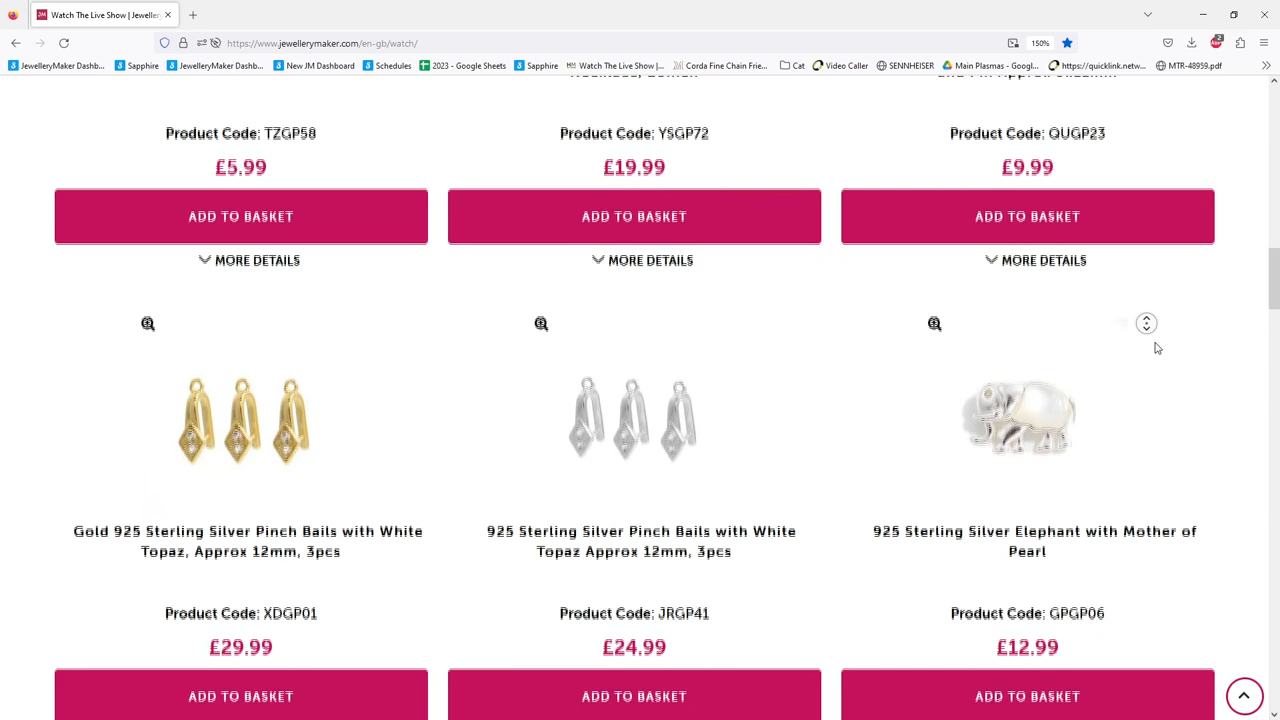 Watch The Live Show | Jeweller
https://www.jewellerymaker.com/en-gb/watch/
150%
2
JewelleryMaker Dashb...
Sapphire
JewelleryMaker Dashb...
New JM Dashboard
Schedules
2023 - Google Sheets
Sapphire
Watch The Live Show |...
Corda Fine Chain Frie...
Cat
Video Caller
SENNHEISER
Main Plasmas - Googl...
https://quicklink.netw...
MTR-48959.pdf
Product Code: TZGP58
£5.99
ADD TO BASKET
MORE DETAILS
Product Code: YSGP72
£19.99
ADD TO BASKET
MORE DETAILS
Product Code: QUGP23
£9.99
ADD TO BASKET
MORE DETAILS
Gold 925 Sterling Silver Pinch Bails with White
Topaz, Approx 12mm, 3pcs
Product Code: XDGP01
£29.99
ADD TO BASKET
925 Sterling Silver Pinch Bails with White
Topaz Approx 12mm, 3pcs
Product Code: JRGP41
£24.99
ADD TO BASKET
925 Sterling Silver Elephant with Mother of
Pearl
Product Code: GPGP06
£12.99
ADD TO BASKET